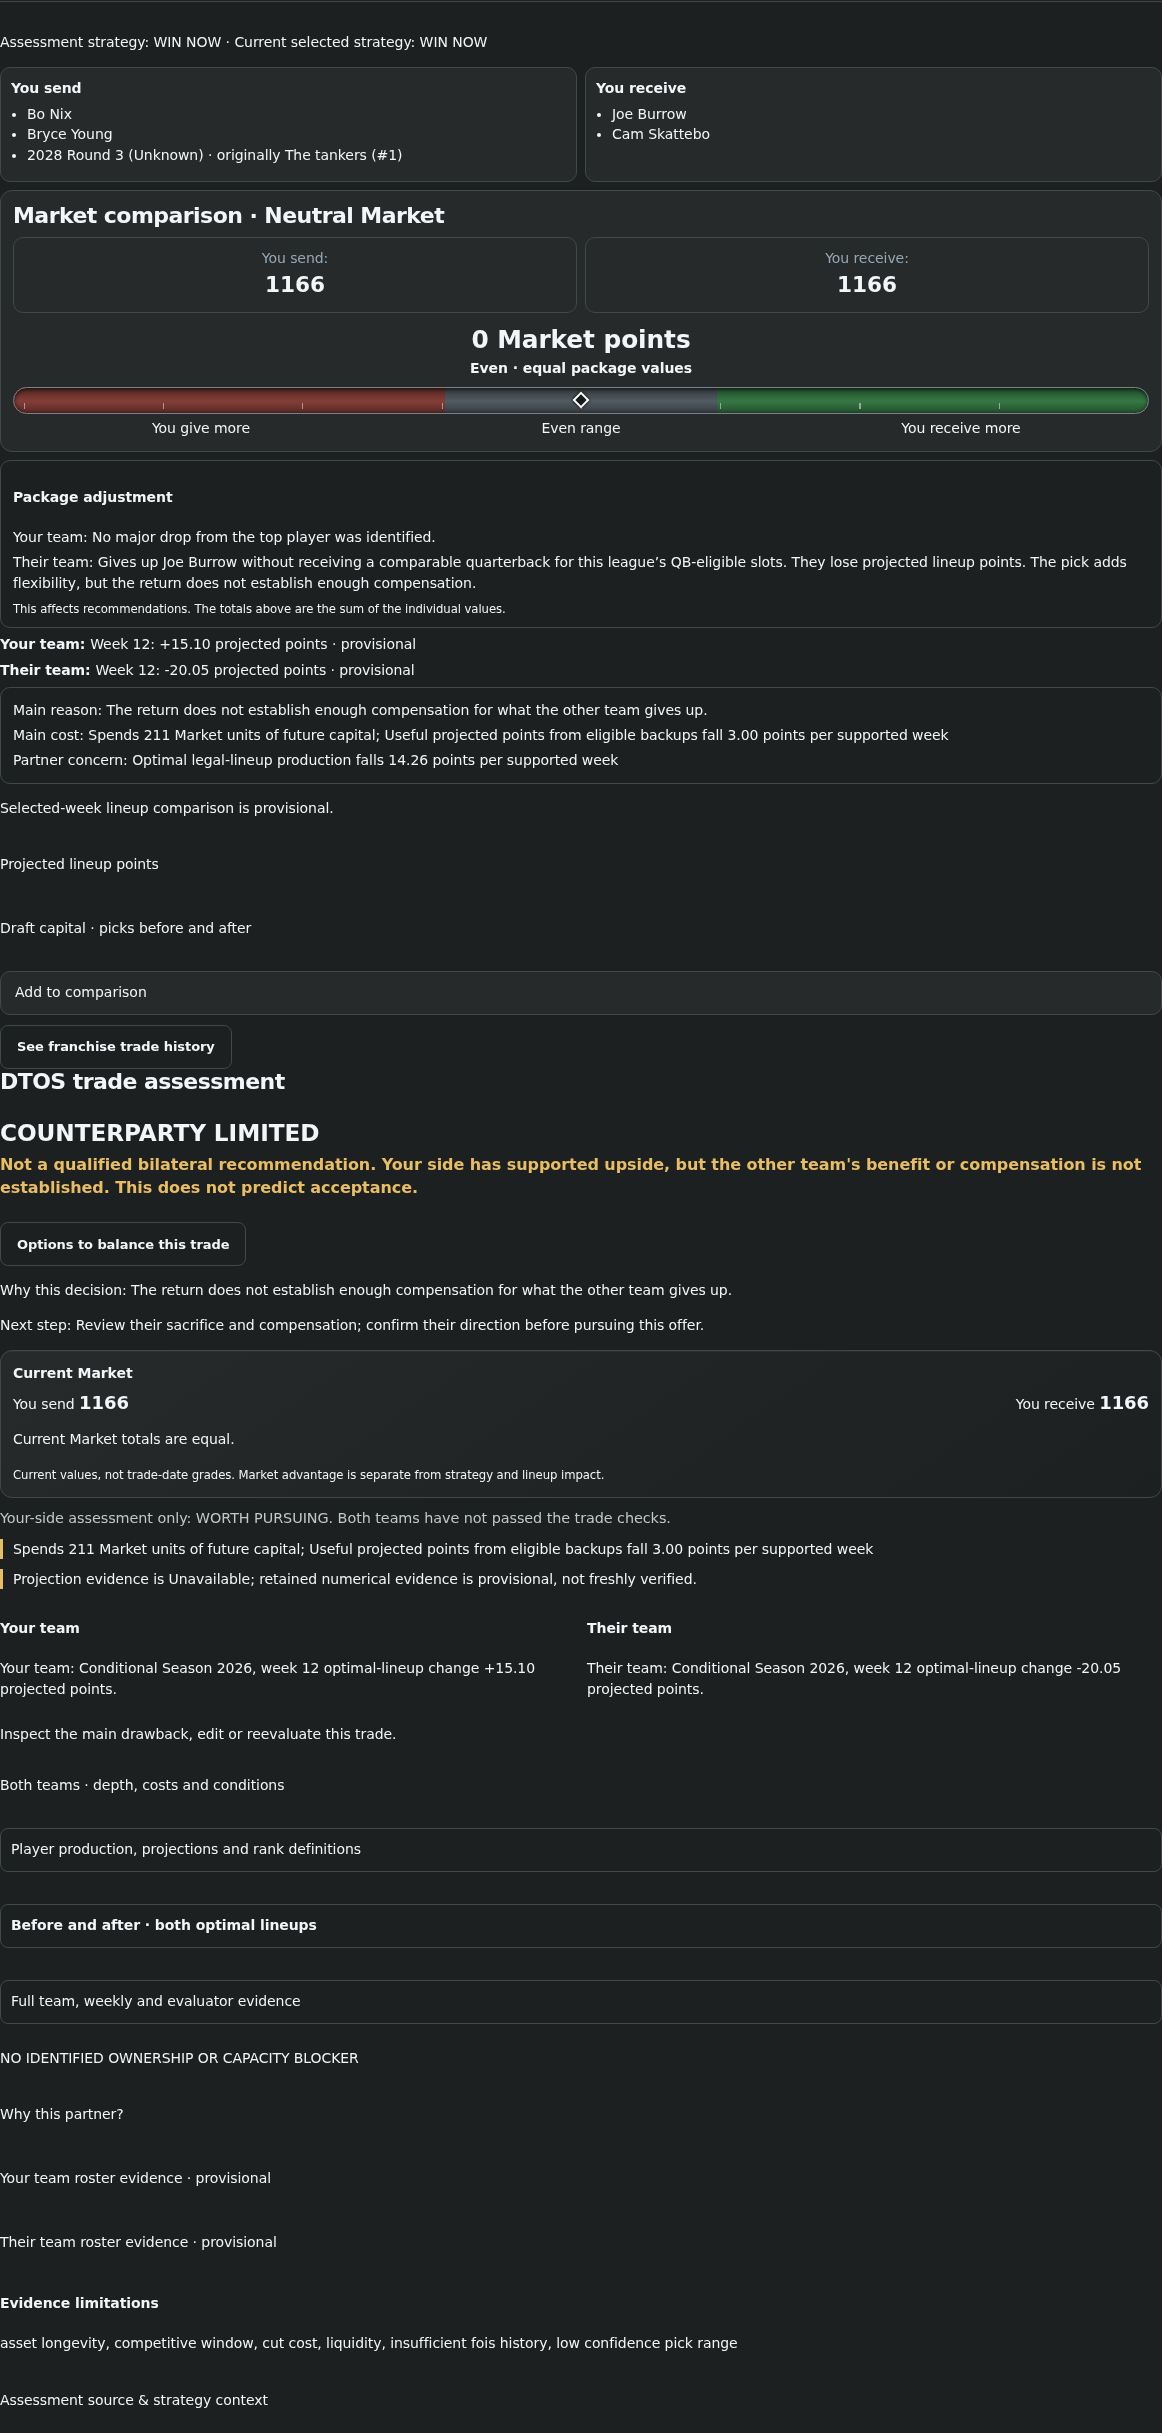 Assessment strategy: WIN NOW · Current selected strategy: WIN NOW
You send
• Bo Nix
• Bryce Young
• 2028 Round 3 (Unknown) · originally The tankers (#1)
You receive
• Joe Burrow
• Cam Skattebo
Market comparison · Neutral Market
You send:
1166
You receive:
1166
0 Market points
Even · equal package values
You give more
Even range
You receive more
Package adjustment
Your team: No major drop from the top player was identified.
Their team: Gives up Joe Burrow without receiving a comparable quarterback for this league’s QB-eligible slots. They lose projected lineup points. The pick adds
flexibility, but the return does not establish enough compensation.
This affects recommendations. The totals above are the sum of the individual values.
Your team: Week 12: +15.10 projected points · provisional
Their team: Week 12: -20.05 projected points · provisional
Main reason: The return does not establish enough compensation for what the other team gives up.
Main cost: Spends 211 Market units of future capital; Useful projected points from eligible backups fall 3.00 points per supported week
Partner concern: Optimal legal-lineup production falls 14.26 points per supported week
Selected-week lineup comparison is provisional.
Projected lineup points
Draft capital · picks before and after
Add to comparison
See franchise trade history
DTOS trade assessment
COUNTERPARTY LIMITED
Not a qualified bilateral recommendation. Your side has supported upside, but the other team's benefit or compensation is not
established. This does not predict acceptance.
Options to balance this trade
Why this decision: The return does not establish enough compensation for what the other team gives up.
Next step: Review their sacrifice and compensation; confirm their direction before pursuing this offer.
Current Market
You send 1166
You receive 1166
Current Market totals are equal.
Current values, not trade-date grades. Market advantage is separate from strategy and lineup impact.
Your-side assessment only: WORTH PURSUING. Both teams have not passed the trade checks.
Spends 211 Market units of future capital; Useful projected points from eligible backups fall 3.00 points per supported week
Projection evidence is Unavailable; retained numerical evidence is provisional, not freshly verified.
Your team
Your team: Conditional Season 2026, week 12 optimal-lineup change +15.10
projected points.
Their team
Their team: Conditional Season 2026, week 12 optimal-lineup change -20.05
projected points.
Inspect the main drawback, edit or reevaluate this trade.
Both teams · depth, costs and conditions
Player production, projections and rank definitions
Before and after · both optimal lineups
Full team, weekly and evaluator evidence
NO IDENTIFIED OWNERSHIP OR CAPACITY BLOCKER
Why this partner?
Your team roster evidence · provisional
Their team roster evidence · provisional
Evidence limitations
asset longevity, competitive window, cut cost, liquidity, insufficient fois history, low confidence pick range
Assessment source & strategy context